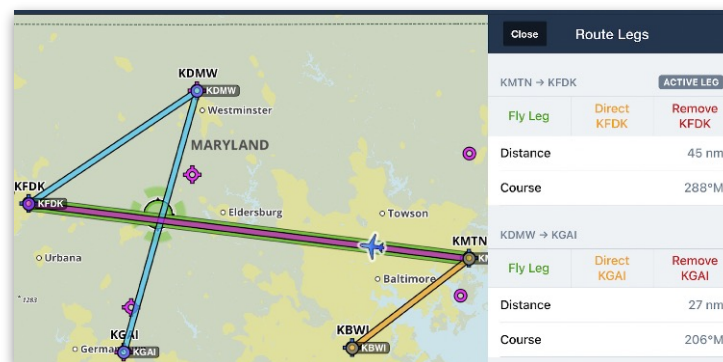 Close
Route Legs
KDMW
KDMW
Westminster
MARYLAND
KFDK
KFDK
Eldersburg
Towson
KMTN
Urbana
Baltimore
1283
KGAI
KGAI
KBWI
KBWI
KMTN → KFDK
ACTIVE LEG
Fly Leg
Direct
KFDK
Remove
KFDK
Distance
45 nm
Course
288°M
KDMW → KGAI
Fly Leg
Direct
KGAI
Remove
KGAI
Distance
27 nm
Course
206°M